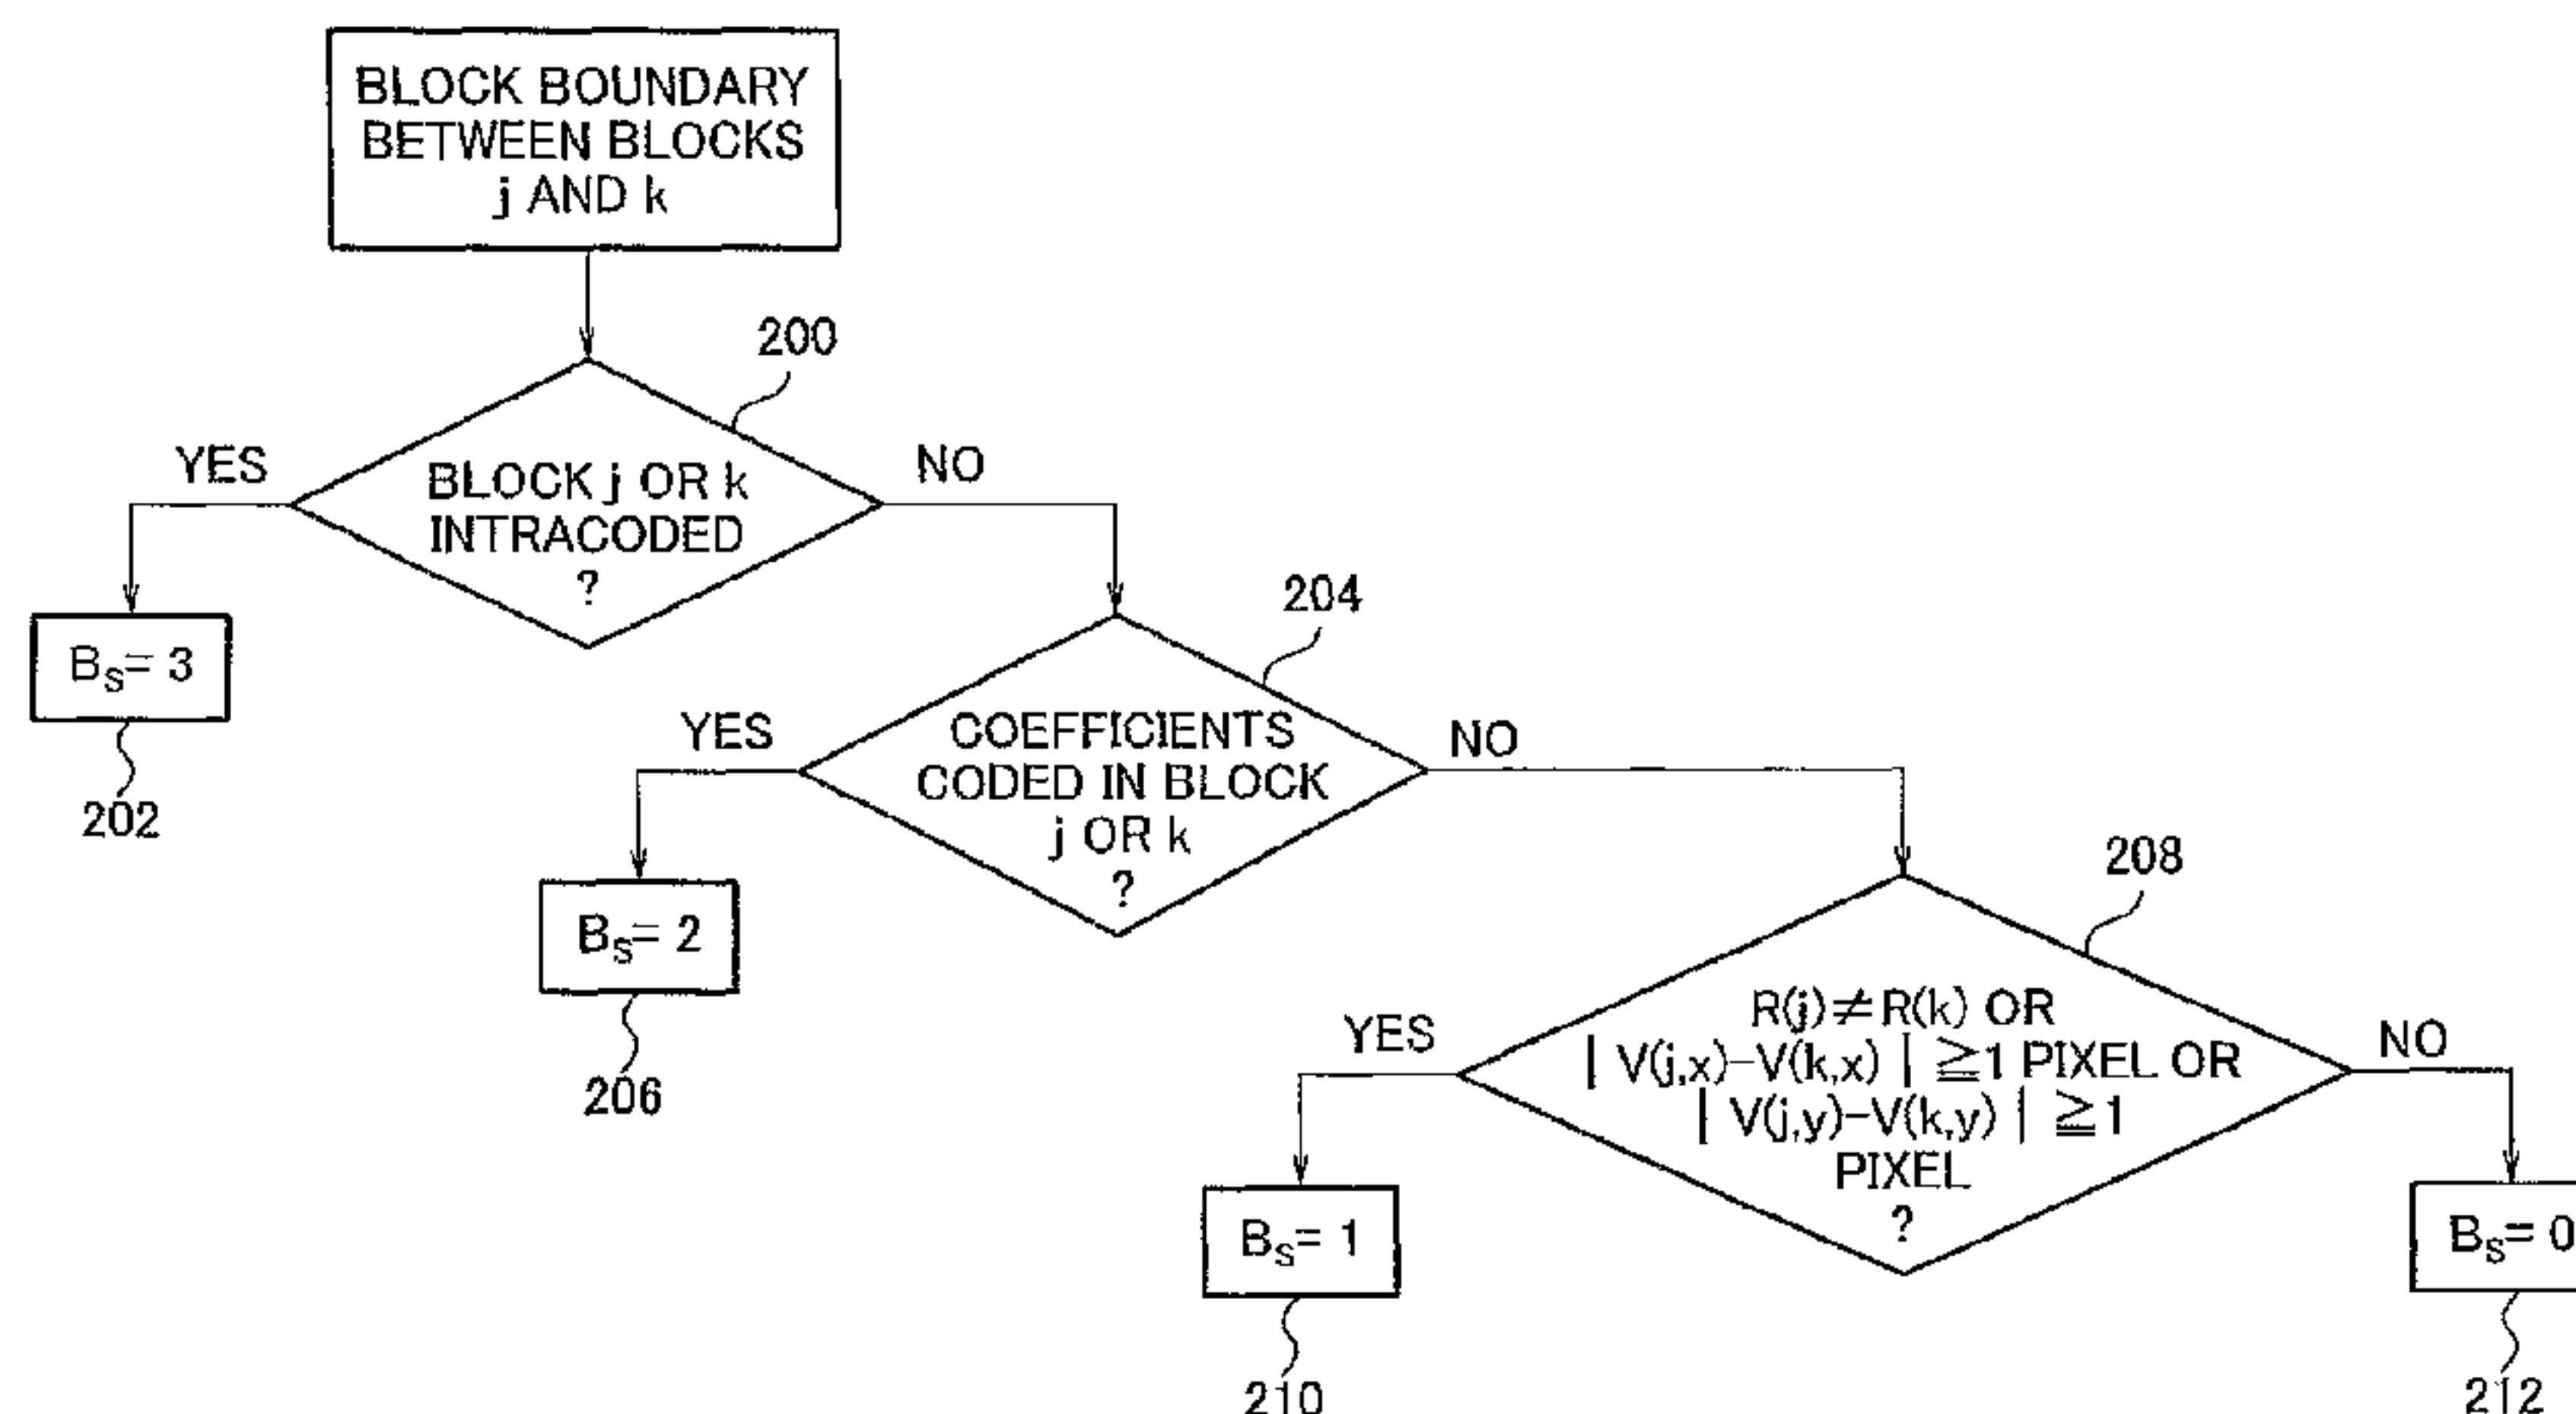 BLOCK BOUNDARY
BETWEEN BLOCKS
j AND k
200
YES
NO
BLOCK j OR k
INTRACODED
?
204
B_S= 3
202
YES
NO
COEFFICIENTS
CODED IN BLOCK
j OR k
?
208
B_S= 2
206
YES
NO
R(j)≠R(k) OR
| V(j,x)−V(k,x) | ≧1 PIXEL OR
| V(j,y)−V(k,y) | ≧1
PIXEL
?
B_S= 1
210
B_S= 0
212